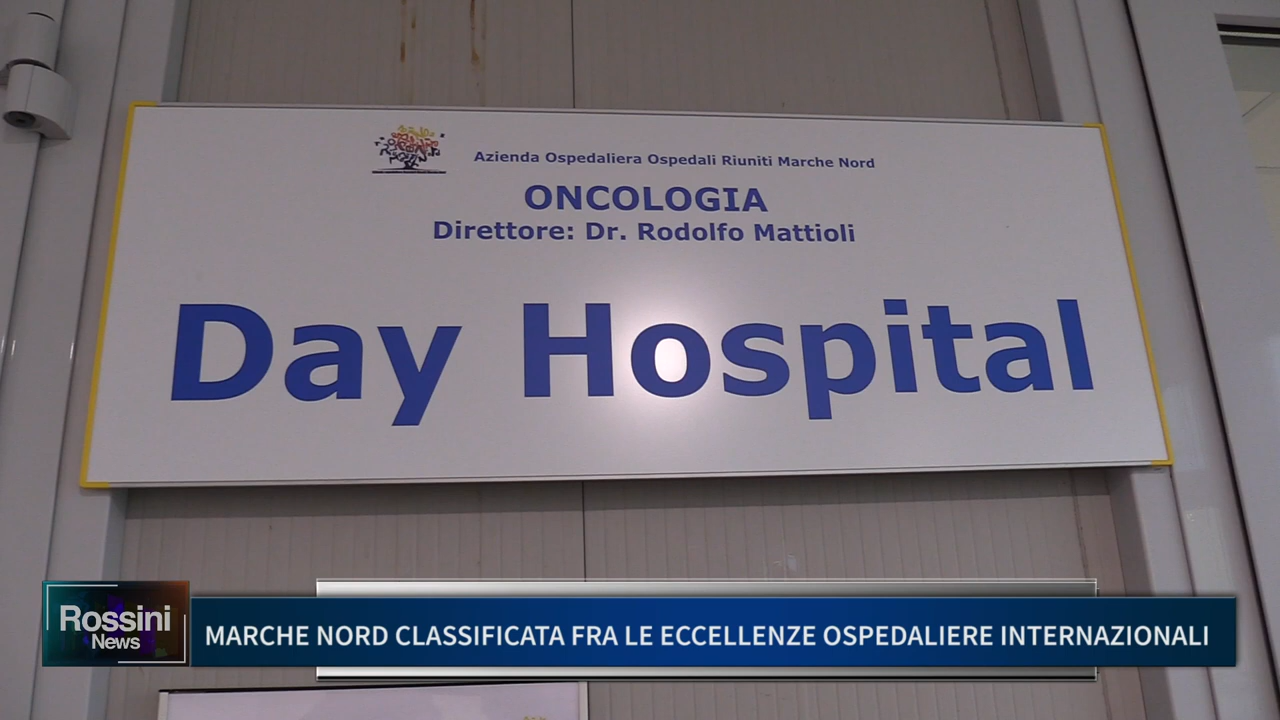 Azienda Ospedaliera Ospedali Riuniti Marche Nord
ONCOLOGIA
Direttore: Dr. Rodolfo Mattioli
Day Hospital
Rossini
News
MARCHE NORD CLASSIFICATA FRA LE ECCELLENZE OSPEDALIERE INTERNAZIONALI